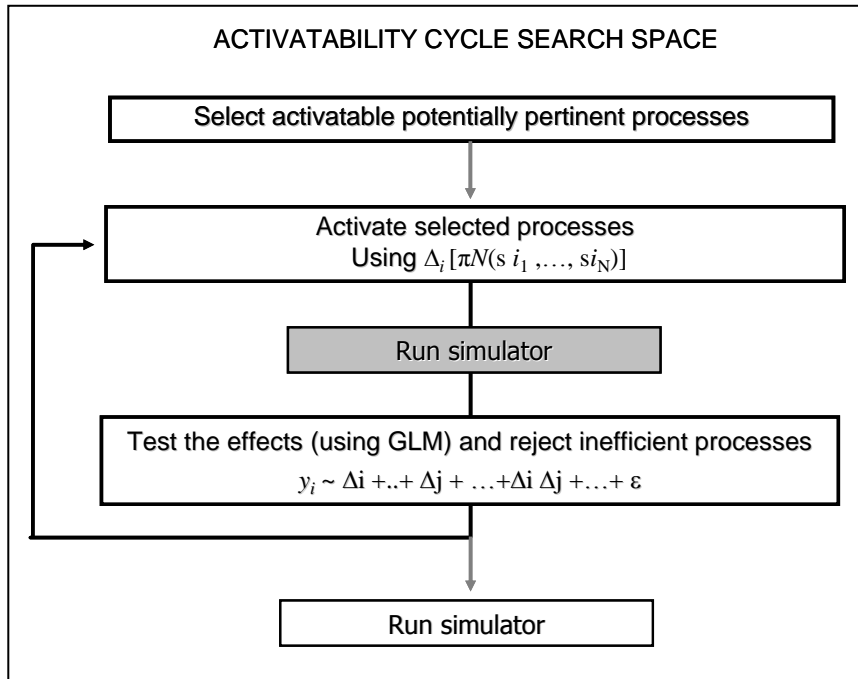 ACTIVATABILITY CYCLE SEARCH SPACE
Select activatable potentially pertinent processes
Activate selected processes
Using Δi [πN(s i1 ,…, siN)]
Run simulator
Test the effects (using GLM) and reject inefficient processes
yi ~ Δi +..+ Δj + …+Δi Δj +…+ ε
Run simulator